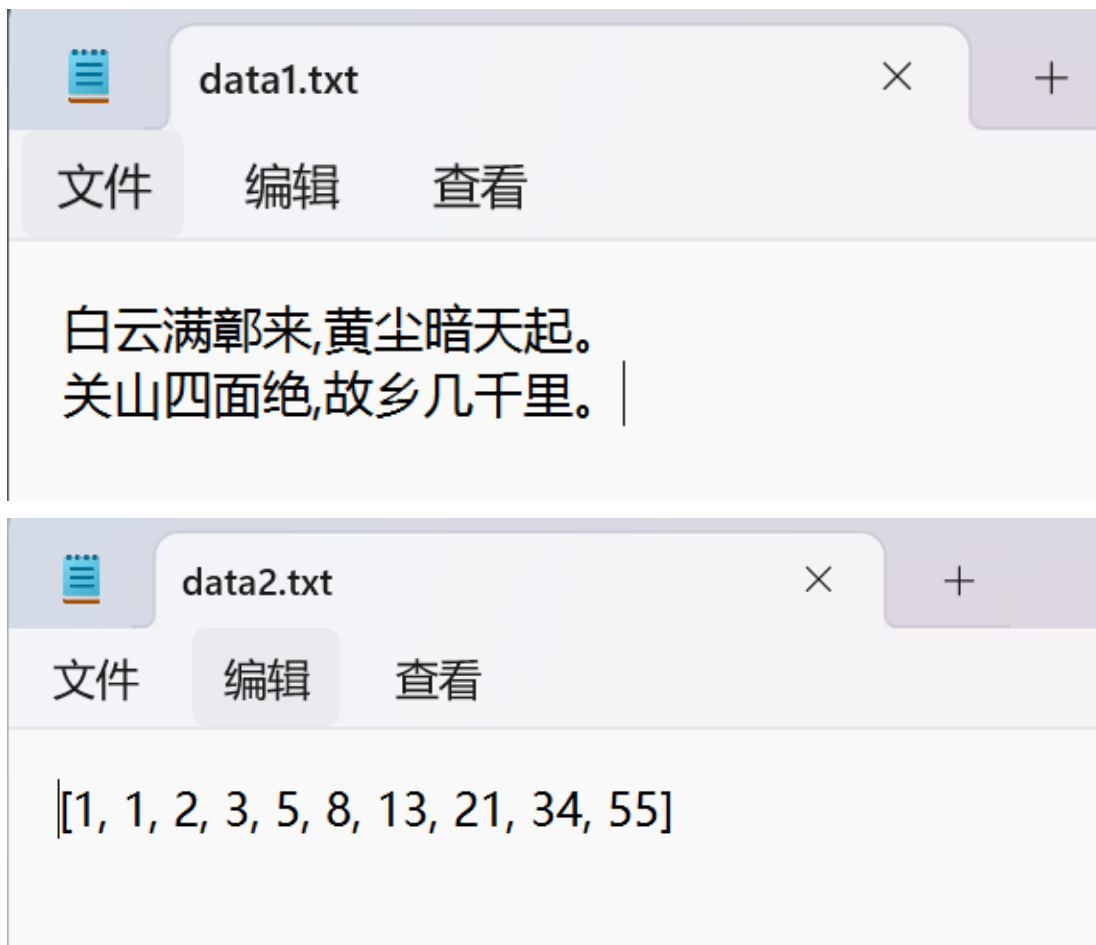 data1.txt
文件 编辑 查看
白云满鄣来,黄尘暗天起。
关山四面绝,故乡几千里。
data2.txt
文件 编辑 查看
[1, 1, 2, 3, 5, 8, 13, 21, 34, 55]